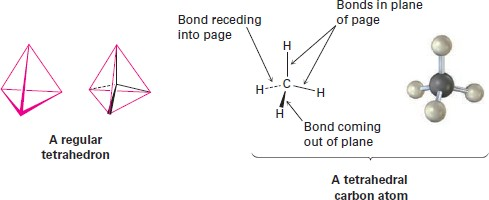 Bond receding
into page
Bonds in plane
of page
H
H
C
H
H
Bond coming
out of plane
A regular
tetrahedron
A tetrahedral
carbon atom